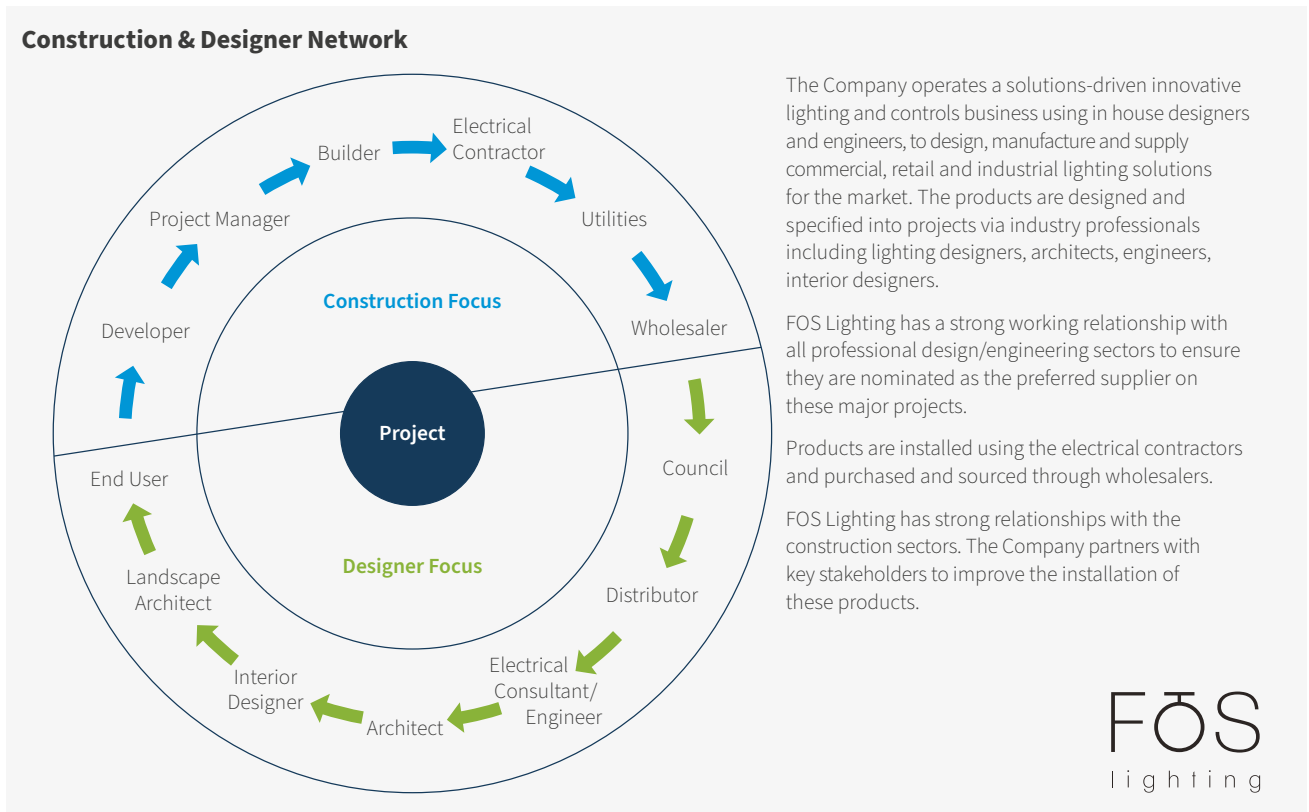 Construction & Designer Network
Electrical
Contractor
Builder
Utilities
Project Manager
Construction Focus
Developer
Wholesaler
Project
Council
End User
Designer Focus
Landscape
Architect
Distributor
Electrical
Consultant/
Engineer
Interior
Designer
Architect
The Company operates a solutions-driven innovative
lighting and controls business using in house designers
and engineers, to design, manufacture and supply
commercial, retail and industrial lighting solutions
for the market. The products are designed and
specified into projects via industry professionals
including lighting designers, architects, engineers,
interior designers.
FOS Lighting has a strong working relationship with
all professional design/engineering sectors to ensure
they are nominated as the preferred supplier on
these major projects.
Products are installed using the electrical contractors
and purchased and sourced through wholesalers.
FOS Lighting has strong relationships with the
construction sectors. The Company partners with
key stakeholders to improve the installation of
these products.
FOS
lighting